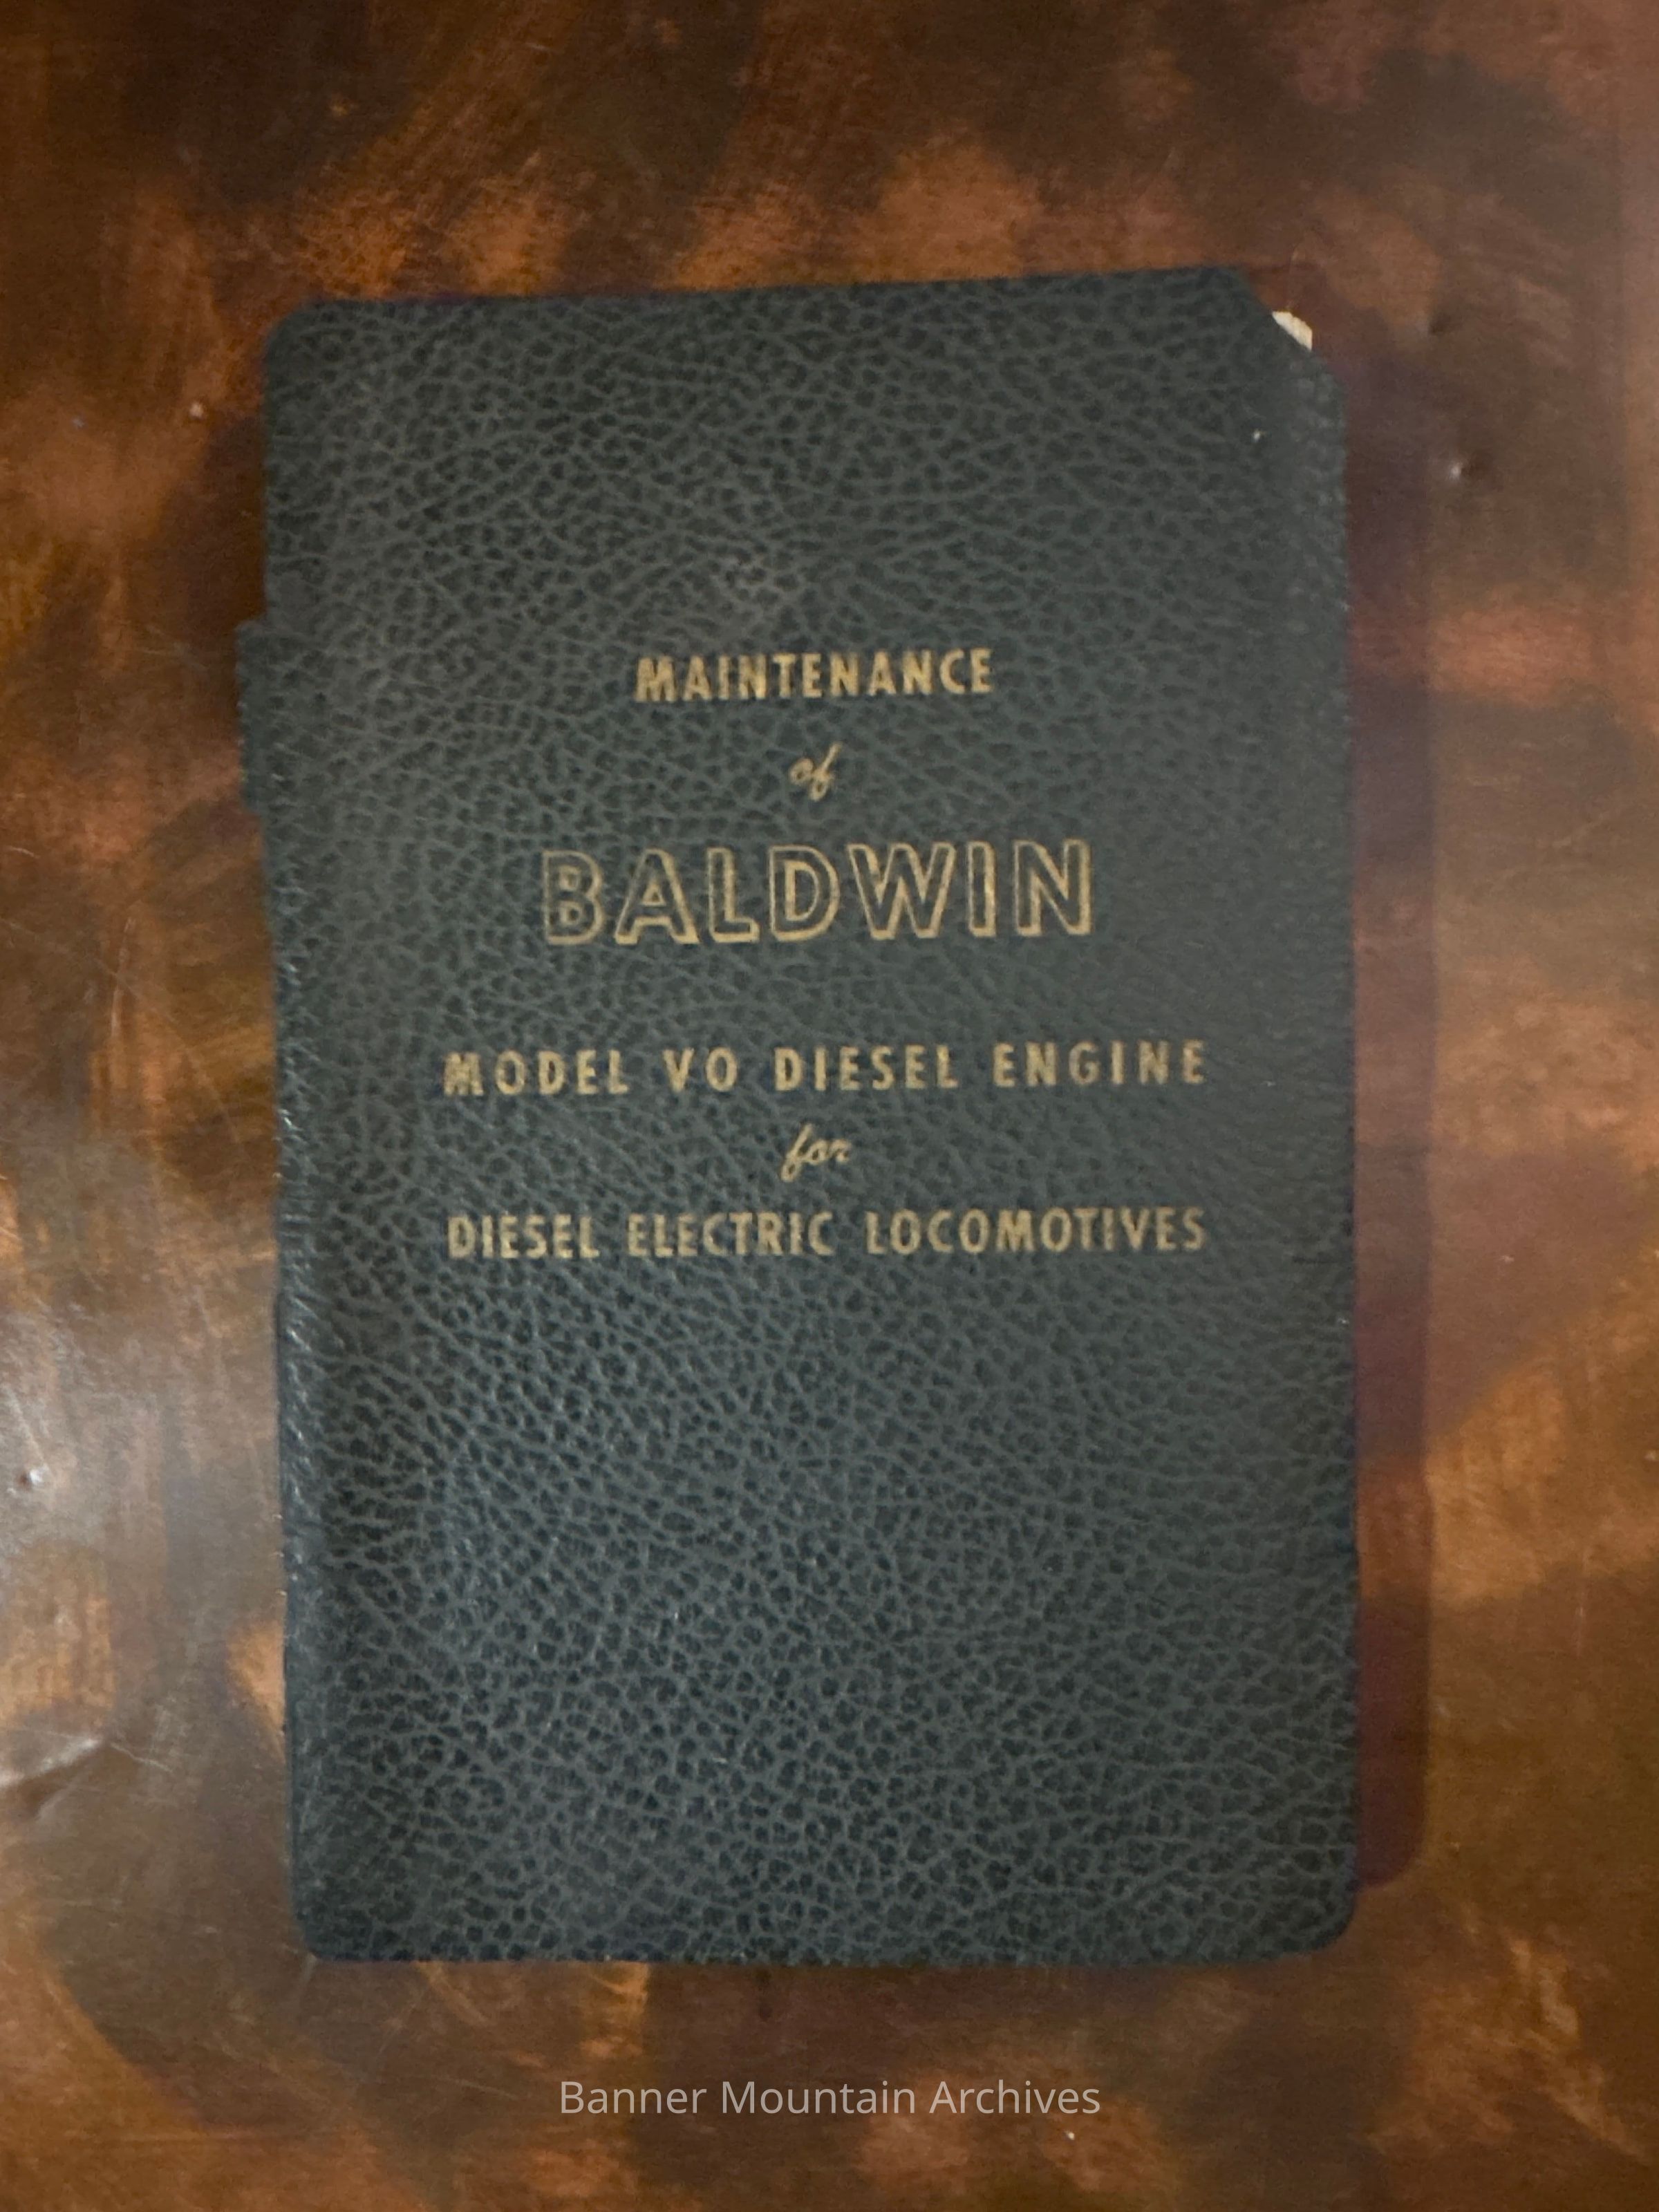 MAINTENANCE
of
BALDWIN
MODEL VO DIESEL ENGINE
for
DIESEL ELECTRIC LOCOMOTIVES
Banner Mountain Archives